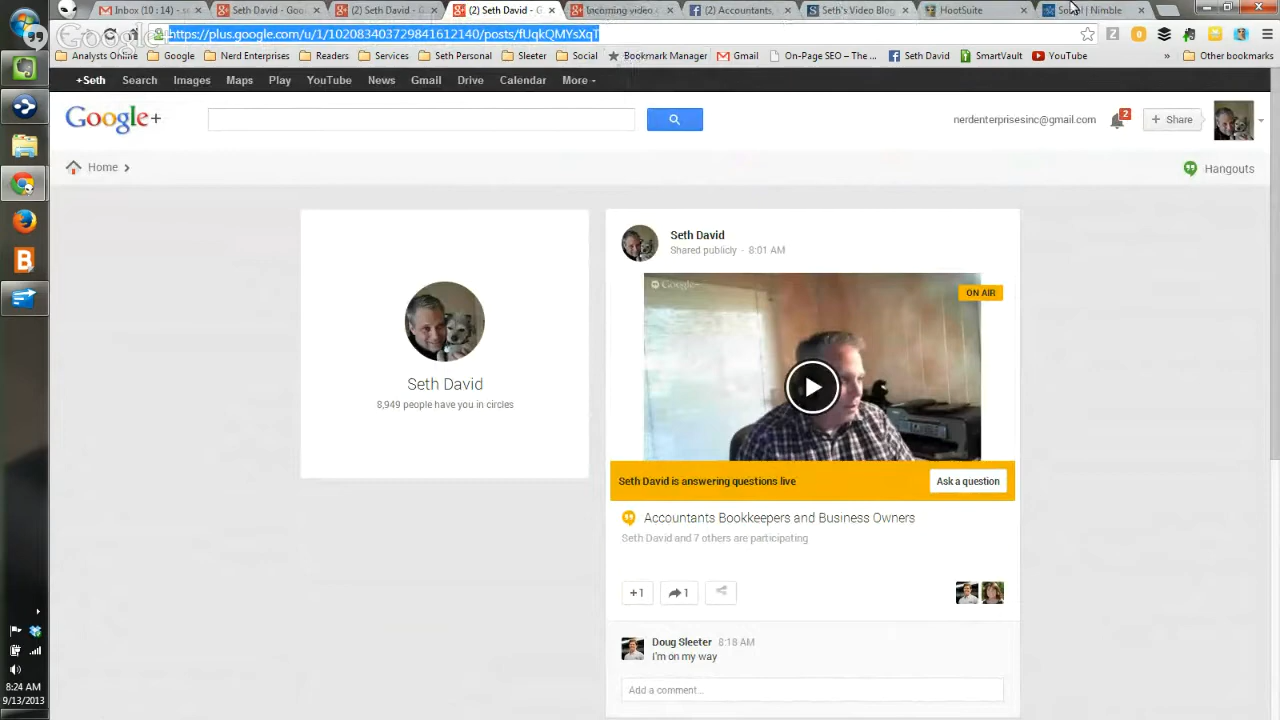 Inbox (10 : 14) - s
Seth David - Goog
(2) Seth David - G
(2) Seth David - G
Incoming video c
(2) Accountants,
Seth's Video Blog
HootSuite
| Nimble
https://plus.google.com/u/1/102083403729841612140/posts/fUqkQMYsXqT
Analysts Online
Google
Nerd Enterprises
Readers
Services
Seth Personal
Sleeter
Social
Bookmark Manager
Gmail
On-Page SEO – The ...
Seth David
SmartVault
YouTube
»
Other bookmarks
+Seth
Search
Images
Maps
Play
YouTube
News
Gmail
Drive
Calendar
More
Google+
nerdenterprisesinc@gmail.com
2
+ Share
Home
Hangouts
Seth David
Shared publicly - 8:01 AM
Google+
ON AIR
Seth David
8,949 people have you in circles
Seth David is answering questions live
Ask a question
Accountants Bookkeepers and Business Owners
Seth David and 7 others are participating
+1
1
Doug Sleeter 8:18 AM
i'm on my way
Add a comment...
8:24 AM
9/13/2013